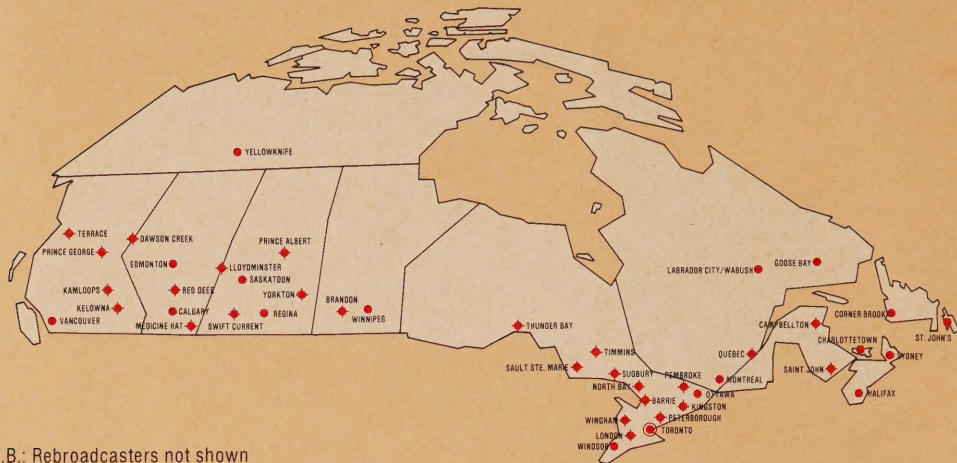 YELLOWKNIFE
TERRACE
DAWSON CREEK
PRINCE GEORGE
PRINCE ALBERT
EDMONTON
LLOYDMINSTER
SASKATOON
KAMLOOPS
RED DEER
YORKTON
KELOWNA
CALGARY
BRANDON
VANCOUVER
MEDICINE HAT
SWIFT CURRENT
REGINA
WINNIPEG
LABRADOR CITY/WABUSH
GOOSE BAY
THUNDER BAY
CAMPBELLTON
CORNER BROOK
ST. JOHN'S
TIMMINS
QUÉBEC
CHARLOTTETOWN
SYDNEY
SAULT STE. MARIE
SUDBURY
PEMBROKE
MONTRÉAL
SAINT JOHN
NORTH BAY
OTTAWA
HALIFAX
BARRIE
KINGSTON
WINGHAM
PETERBOROUGH
LONDON
TORONTO
WINDSOR
.B.: Rebroadcasters not shown